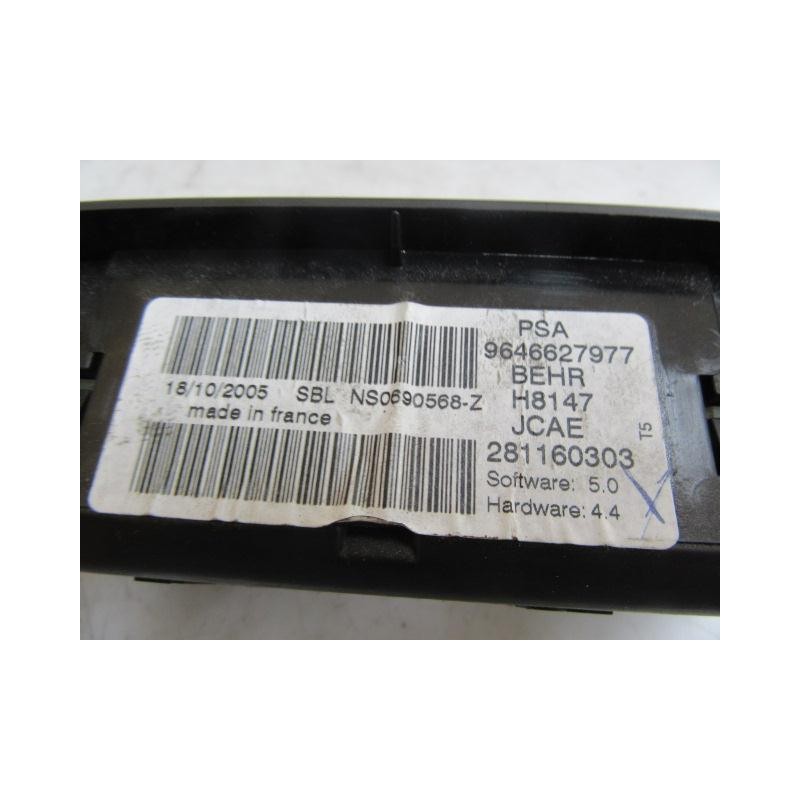 PSA
9646627977
BEHR
H8147
JCAE
281160303
Software: 5.0
Hardware: 4.4
T5
18/10/2005 SBL NS0690568-Z
made in france